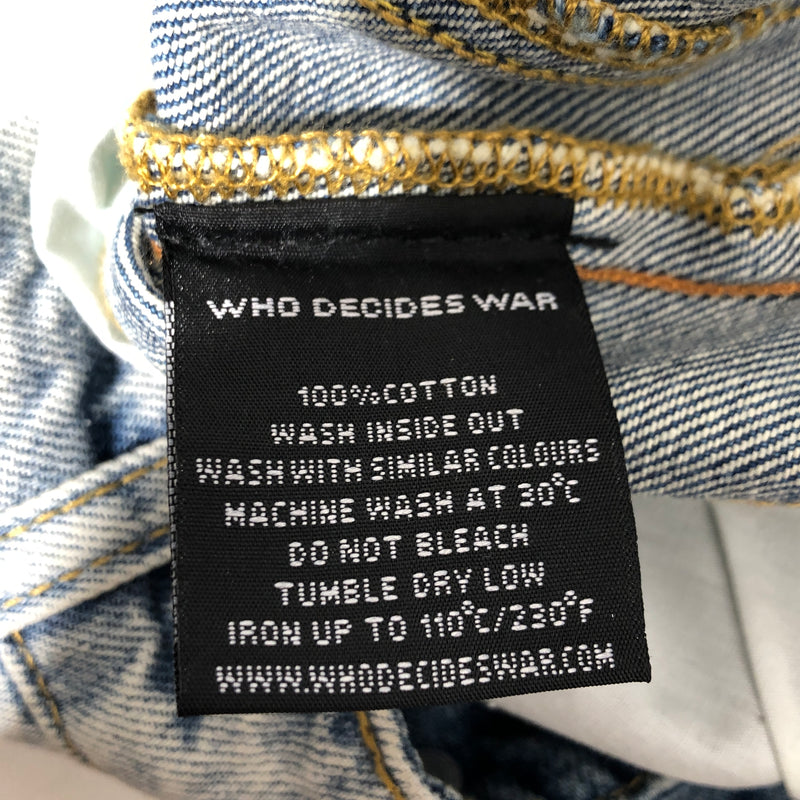 WHO DECIDES WAR
100%COTTON
WASH INSIDE OUT
WASH WITH SIMILAR COLOURS
MACHINE WASH AT 30°C
DO NOT BLEACH
TUMBLE DRY LOW
IRON UP TO 110°C/230°F
WWW.WHODECIDESWAR.COM